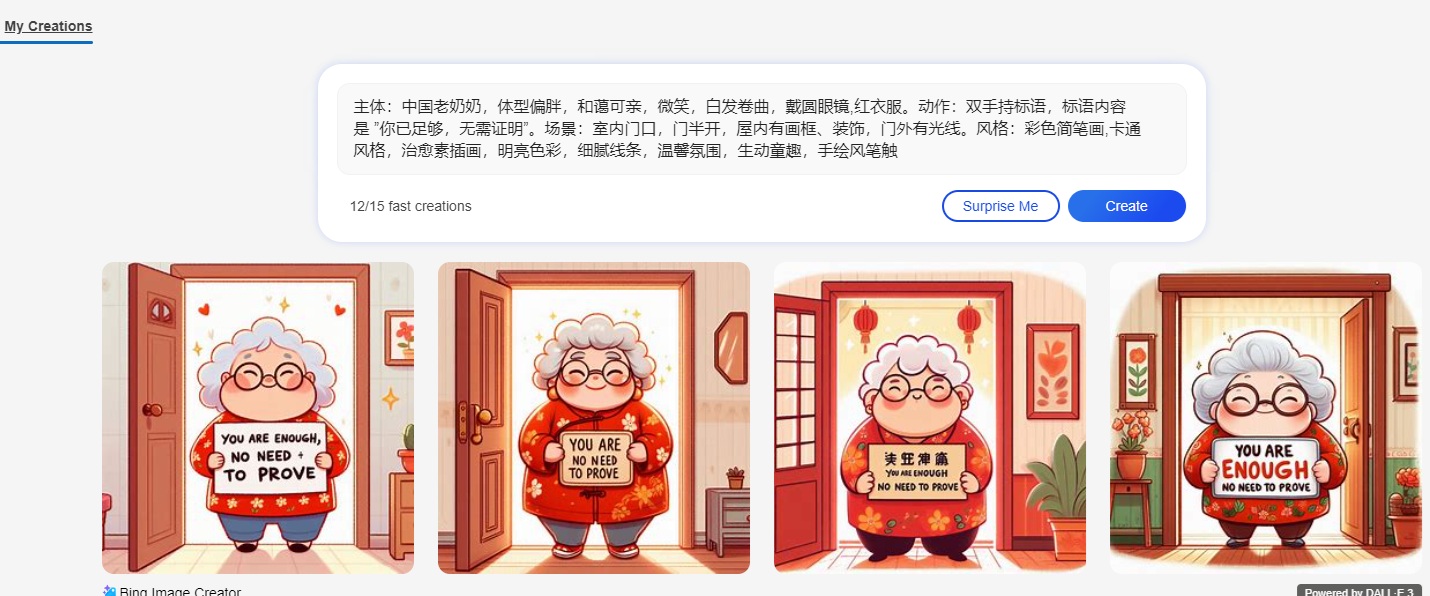 My Creations
主体：中国老奶奶，体型偏胖，和蔼可亲，微笑，白发卷曲，戴圆眼镜,红衣服。动作：双手持标语，标语内容
是 ”你已足够，无需证明”。场景：室内门口，门半开，屋内有画框、装饰，门外有光线。风格：彩色简笔画,卡通
风格，治愈素插画，明亮色彩，细腻线条，温馨氛围，生动童趣，手绘风笔触
12/15 fast creations
Surprise Me
Create
YOU ARE ENOUGH,
NO NEED +
TO PROVE
YOU ARE
NO NEED
TO PROVE
YOU ARE ENOUGH
NO NEED TO PROVE
YOU ARE
ENOUGH
NO NEED TO PROVE
Bing Image Creator
Powered by DALL·E 3